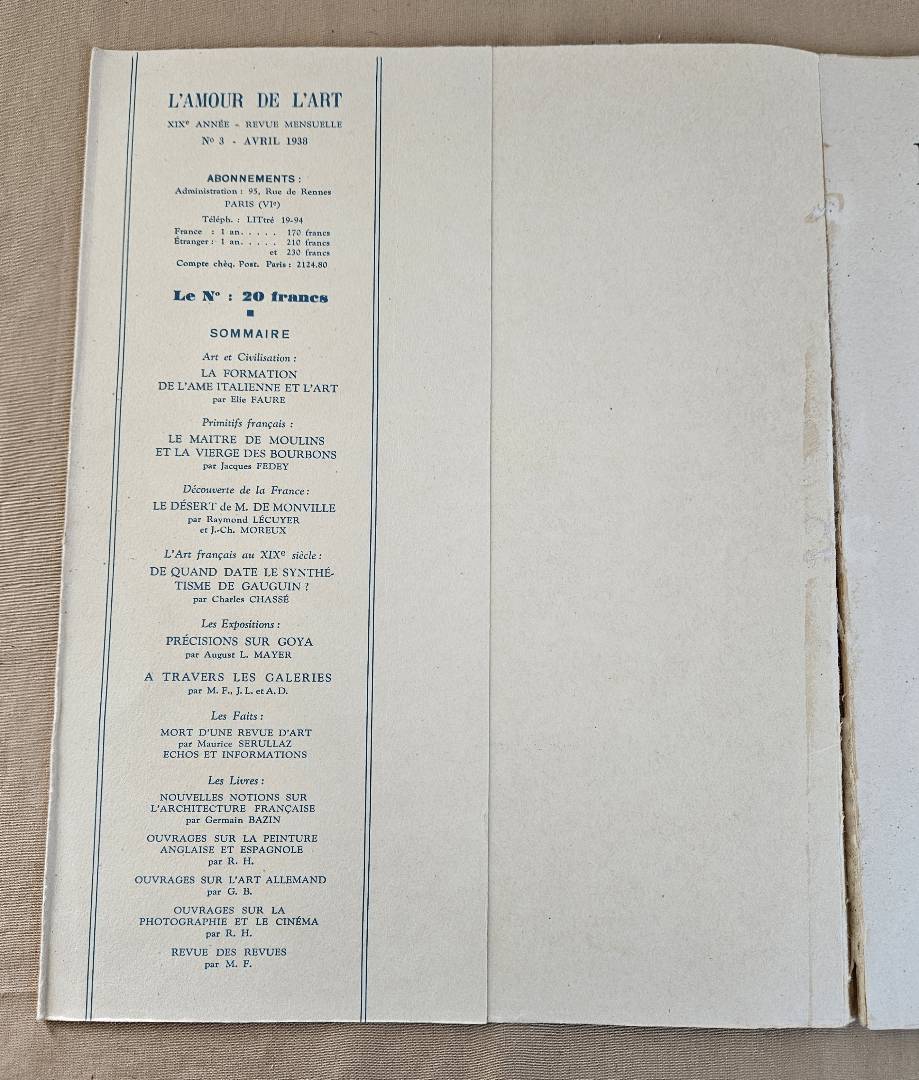 L'AMOUR DE L'ART
XIXe ANNÉE - REVUE MENSUELLE
No 3 - AVRIL 1938
ABONNEMENTS :
Administration : 95, Rue de Rennes
PARIS (VIe)
Téléph. : LITtré 19-94
France : 1 an. . . . . 170 francs
Étranger : 1 an. . . . . 210 francs
et 230 francs
Compte chèq. Post. Paris : 2124.80
Le No : 20 francs
SOMMAIRE
Art et Civilisation :
LA FORMATION
DE L'AME ITALIENNE ET L'ART
par Elie FAURE
Primitifs français :
LE MAITRE DE MOULINS
ET LA VIERGE DES BOURBONS
par Jacques FEDEY
Découverte de la France :
LE DÉSERT de M. DE MONVILLE
par Raymond LÉCUYER
et J.-Ch. MOREUX
L'Art français au XIXe siècle :
DE QUAND DATE LE SYNTHÉ-
TISME DE GAUGUIN ?
par Charles CHASSÉ
Les Expositions :
PRÉCISIONS SUR GOYA
par August L. MAYER
A TRAVERS LES GALERIES
par M. F., J. L. et A. D.
Les Faits :
MORT D'UNE REVUE D'ART
par Maurice SERULLAZ
ECHOS ET INFORMATIONS
Les Livres :
NOUVELLES NOTIONS SUR
L'ARCHITECTURE FRANÇAISE
par Germain BAZIN
OUVRAGES SUR LA PEINTURE
ANGLAISE ET ESPAGNOLE
par R. H.
OUVRAGES SUR L'ART ALLEMAND
par G. B.
OUVRAGES SUR LA
PHOTOGRAPHIE ET LE CINÉMA
par R. H.
REVUE DES REVUES
par M. F.